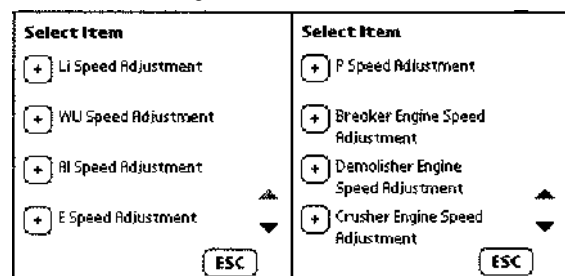 Select Item
+ Li Speed Adjustment
+ WU Speed Adjustment
+ AI Speed Adjustment
+ E Speed Adjustment
ESC
Select Item
+ P Speed Adjustment
+ Breaker Engine Speed
Adjustment
+ Demolisher Engine
Speed Adjustment
+ Crusher Engine Speed
Adjustment
ESC